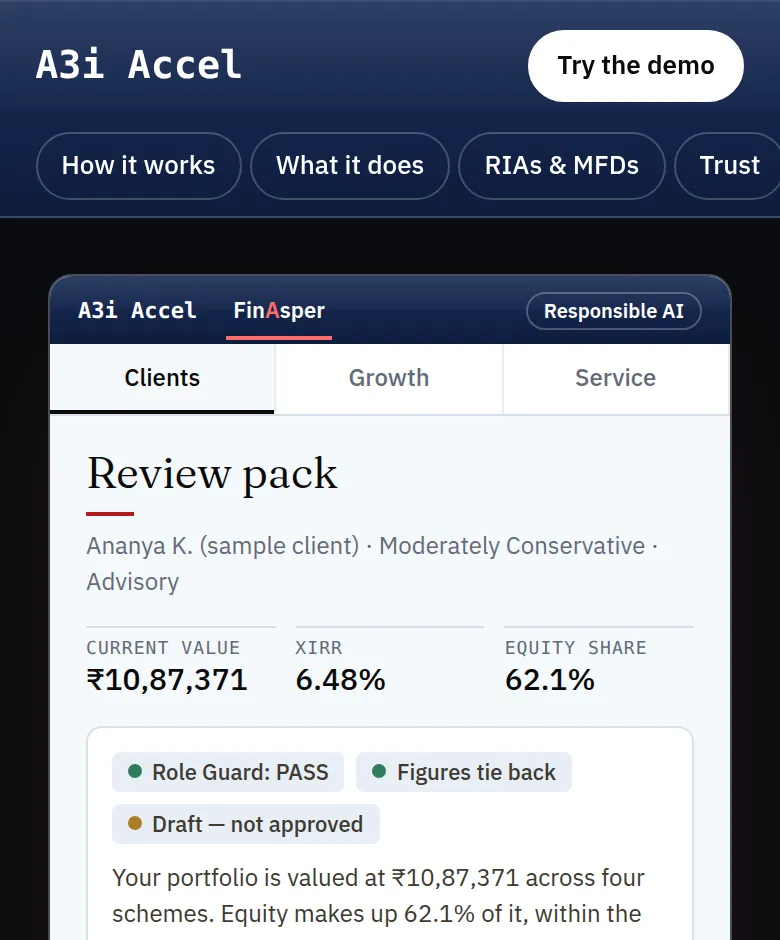 A3i Accel
Try the demo
How it works
What it does
RIAs & MFDs
Trust
A3i Accel
FinAsper
Responsible AI
Clients
Growth
Service
Review pack
Ananya K. (sample client) · Moderately Conservative ·
Advisory
CURRENT VALUE
₹10,87,371
XIRR
6.48%
EQUITY SHARE
62.1%
Role Guard: PASS
Figures tie back
Draft — not approved
Your portfolio is valued at ₹10,87,371 across four
schemes. Equity makes up 62.1% of it, within the